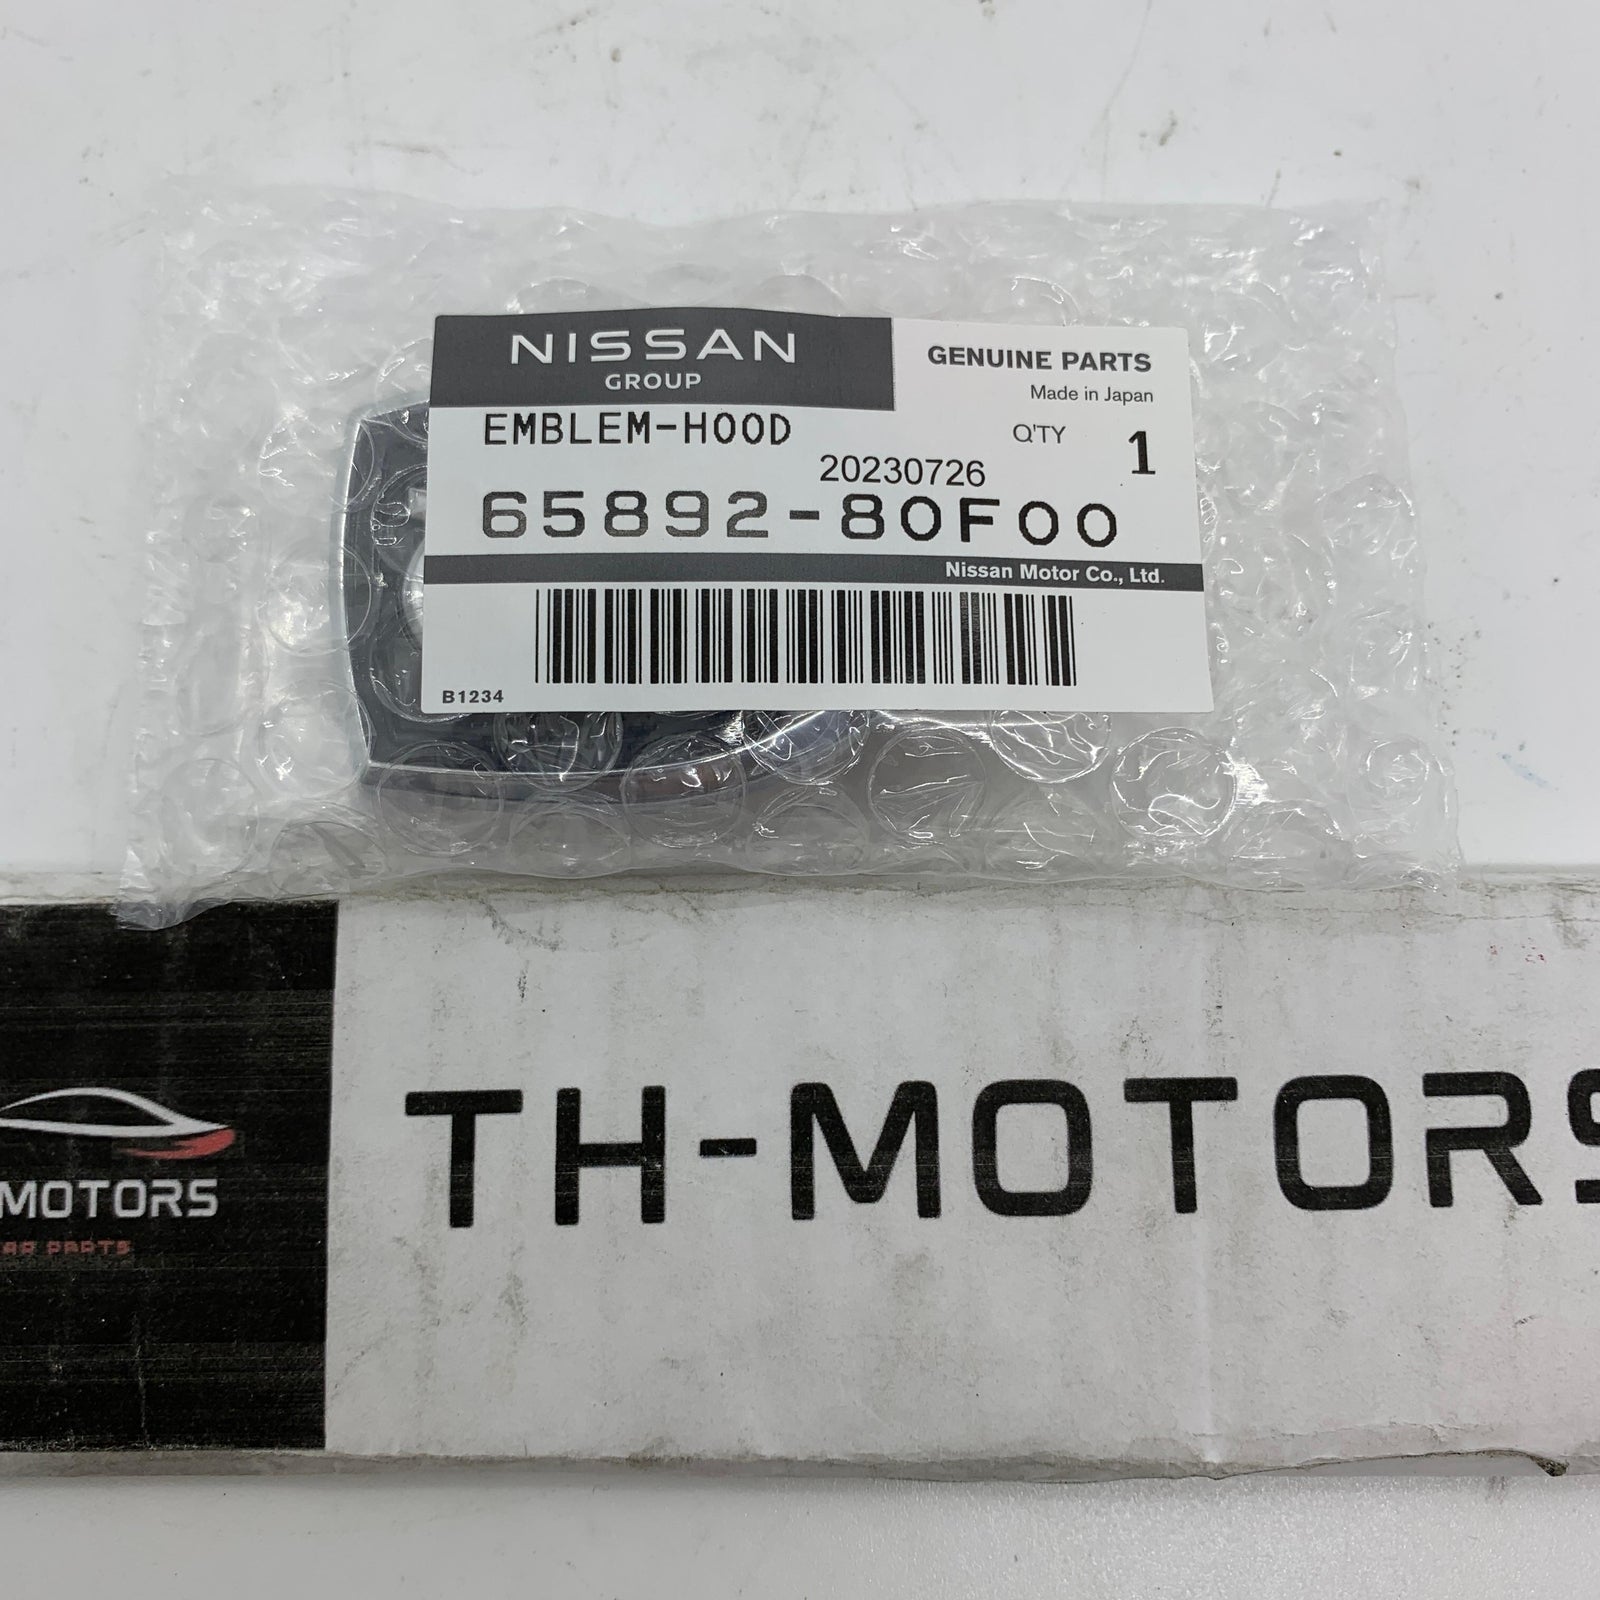 NISSAN
GROUP
GENUINE PARTS
Made in Japan
EMBLEM-HOOD
Q'TY 1
20230726
65892-80F00
Nissan Motor Co., Ltd.
B1234
TH-MOTORS
MOTORS